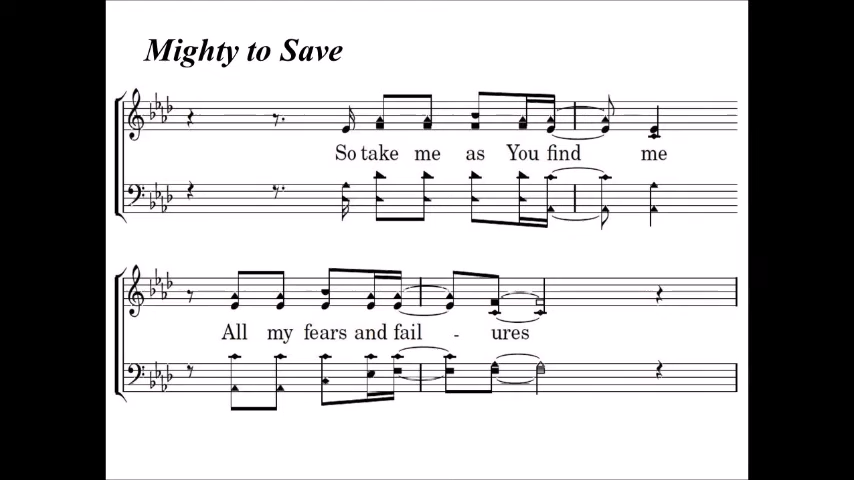 Mighty to Save
So take me as You find me
All my fears and fail - ures